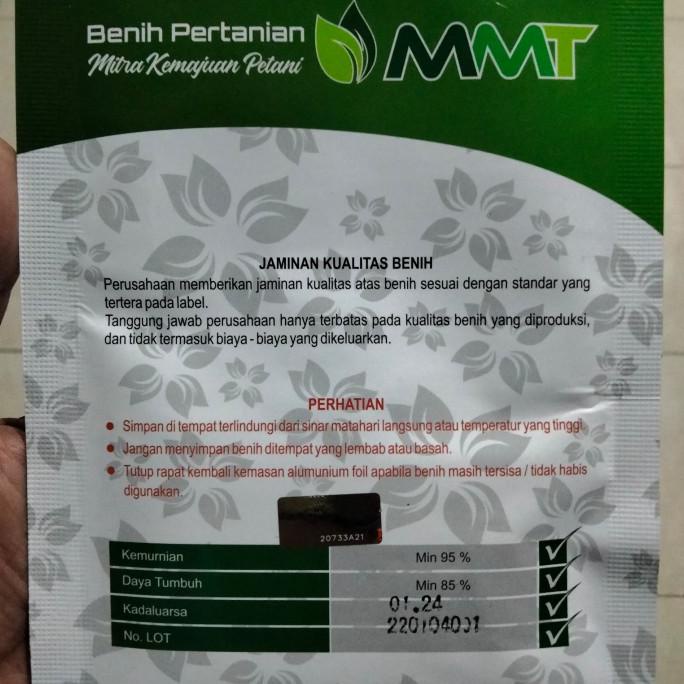 Benih Pertanian
Mitra Kemajuan Petani
MMT
JAMINAN KUALITAS BENIH
Perusahaan memberikan jaminan kualitas atas benih sesuai dengan standar yang
tertera pada label.
Tanggung jawab perusahaan hanya terbatas pada kualitas benih yang diproduksi,
dan tidak termasuk biaya - biaya yang dikeluarkan.
PERHATIAN
• Simpan di tempat terlindungi dari sinar matahari langsung atau temperatur yang tinggi.
• Jangan menyimpan benih ditempat yang lembab atau basah.
• Tutup rapat kembali kemasan alumunium foil apabila benih masih tersisa / tidak habis
digunakan.
20733A21
Kemurnian Min 95 %
Daya Tumbuh Min 85 %
Kadaluarsa 01.24
No. LOT 220104001